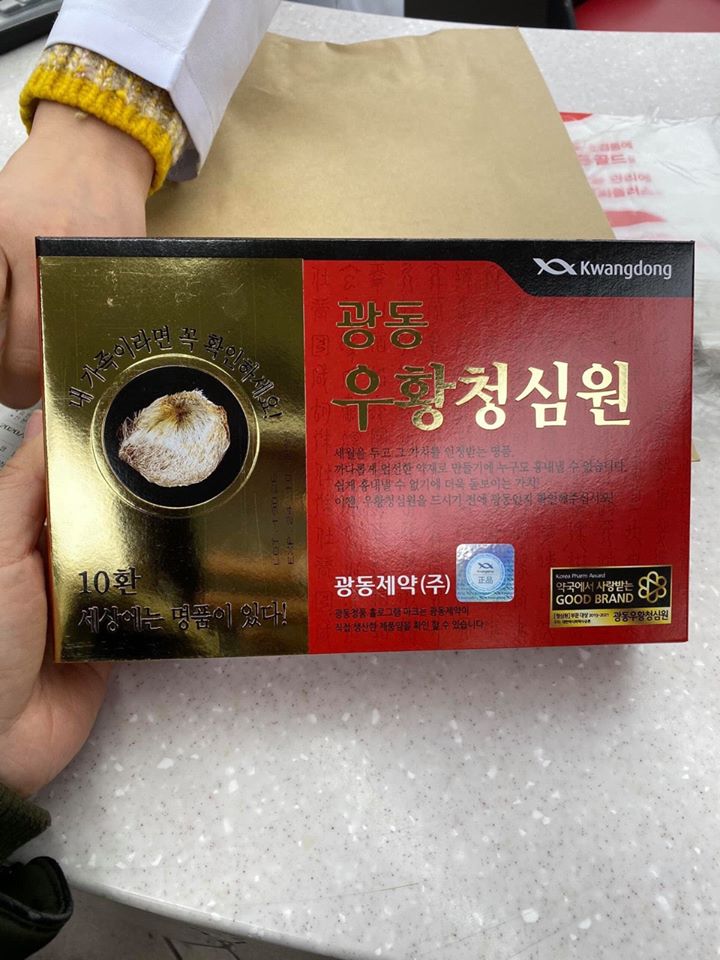 Kwangdong
광동
우황청심원
내 가족이라면 꼭 확인하세요!
세월을 두고 그 가치를 인정받는 명품.
까다롭게 엄선한 약재로 만들기에 누구도 흉내낼 수 없습니다.
쉽게 흉내낼 수 없기에 더욱 돋보이는 가치!
이젠, 우황청심원을 드시기 전에 광동인지 확인해주십시오!
10환
세상에는 명품이 있다!
광동제약(주)
正品
광동정품 홀로그램 마크는 광동제약이
직접 생산한 제품임을 확인 할 수 있습니다
Korea Pharm Award
약국에서 사랑받는
GOOD BRAND
광동우황청심원